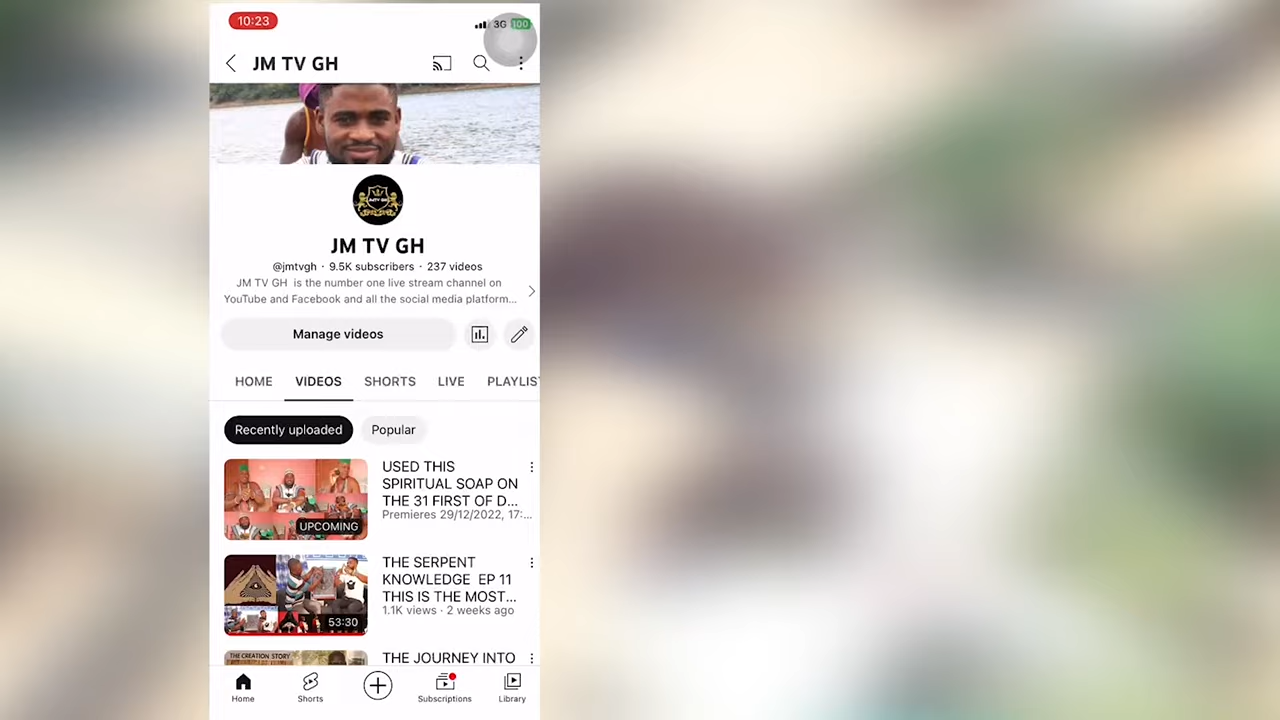 10:23
3G 100
JM TV GH
JMTV GH
JM TV GH
@jmtvgh · 9.5K subscribers · 237 videos
JM TV GH is the number one live stream channel on
YouTube and Facebook and all the social media platform...
Manage videos
HOME VIDEOS SHORTS LIVE PLAYLIS
Recently uploaded Popular
USED THIS
SPIRITUAL SOAP ON
THE 31 FIRST OF D...
UPCOMING
Premieres 29/12/2022, 17:...
THE SERPENT
KNOWLEDGE EP 11
THIS IS THE MOST...
1.1K views · 2 weeks ago
53:30
THE CREATION STORY
THE JOURNEY INTO
Home Shorts Subscriptions Library